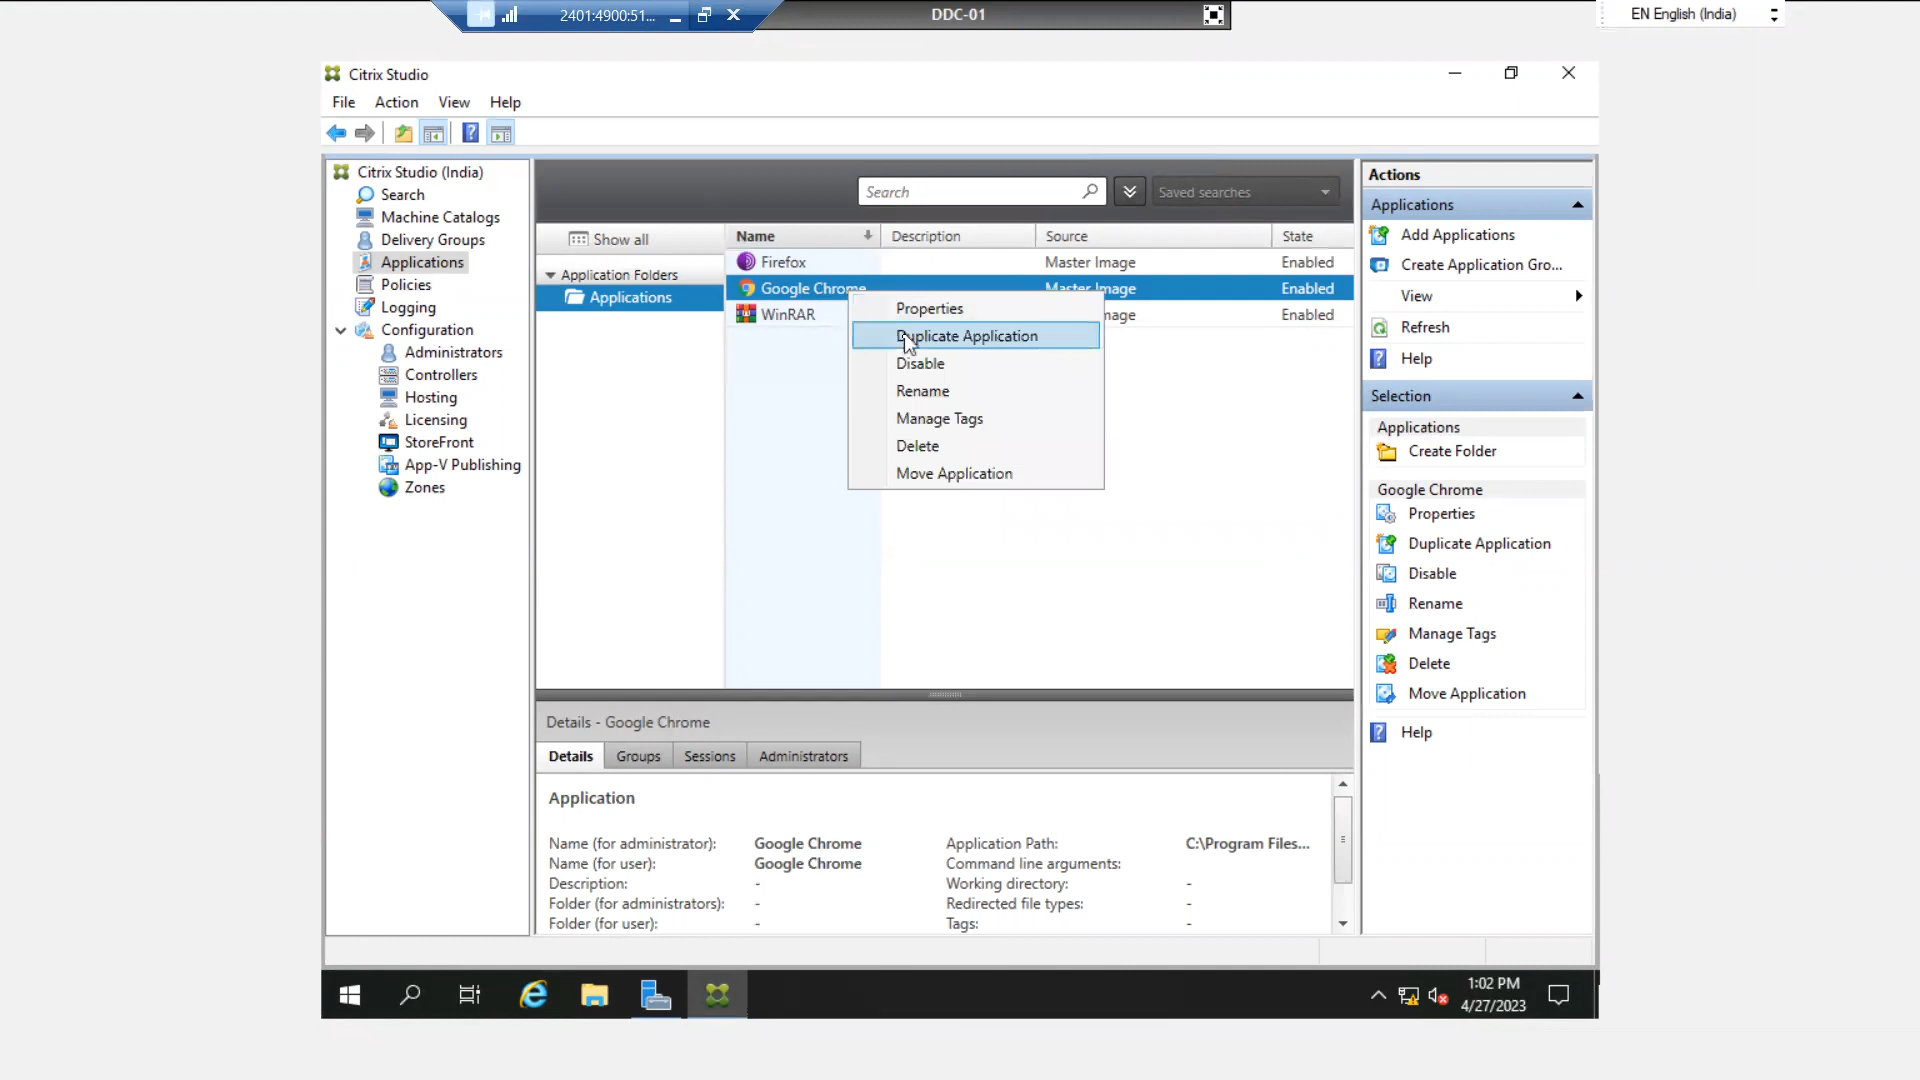 2401:4900:51...
DDC-01
EN English (India)
Citrix Studio
File Action View Help
Citrix Studio (India)
Search
Machine Catalogs
Delivery Groups
Applications
Policies
Logging
Configuration
Administrators
Controllers
Hosting
Licensing
StoreFront
App-V Publishing
Zones
Search
Saved searches
Show all
Application Folders
Applications
Name Description Source State
Firefox Master Image Enabled
Google Chrome Master Image Enabled
WinRAR mage Enabled
Properties
Duplicate Application
Disable
Rename
Manage Tags
Delete
Move Application
Details - Google Chrome
Details Groups Sessions Administrators
Application
Name (for administrator): Google Chrome Application Path: C:\Program Files...
Name (for user): Google Chrome Command line arguments:
Description: - Working directory: -
Folder (for administrators): - Redirected file types: -
Folder (for user): - Tags: -
Actions
Applications
Add Applications
Create Application Gro...
View
Refresh
Help
Selection
Applications
Create Folder
Google Chrome
Properties
Duplicate Application
Disable
Rename
Manage Tags
Delete
Move Application
Help
1:02 PM
4/27/2023